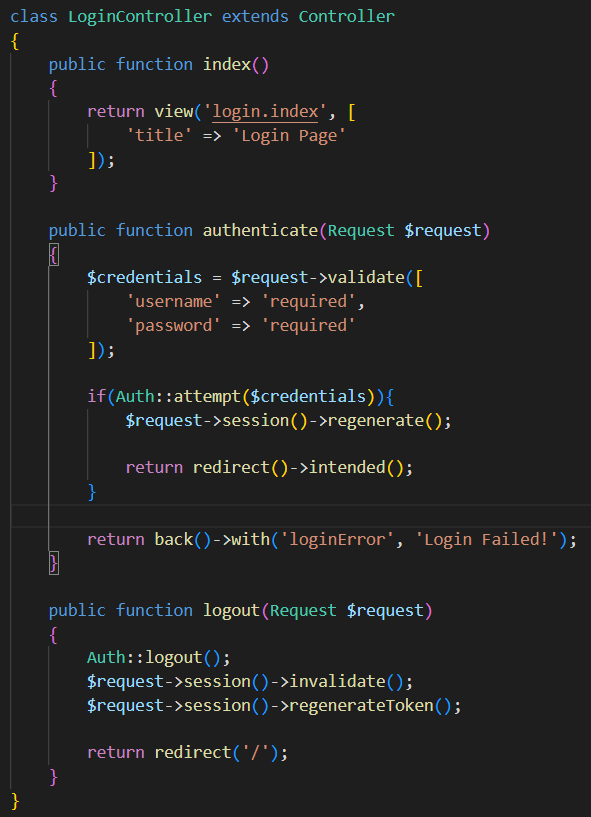 class LoginController extends Controller
{
    public function index()
    {
        return view('login.index', [
            'title' => 'Login Page'
        ]);
    }

    public function authenticate(Request $request)
    {
        $credentials = $request->validate([
            'username' => 'required',
            'password' => 'required'
        ]);

        if(Auth::attempt($credentials)){
            $request->session()->regenerate();

            return redirect()->intended();
        }

        return back()->with('loginError', 'Login Failed!');
    }

    public function logout(Request $request)
    {
        Auth::logout();
        $request->session()->invalidate();
        $request->session()->regenerateToken();

        return redirect('/');
    }
}